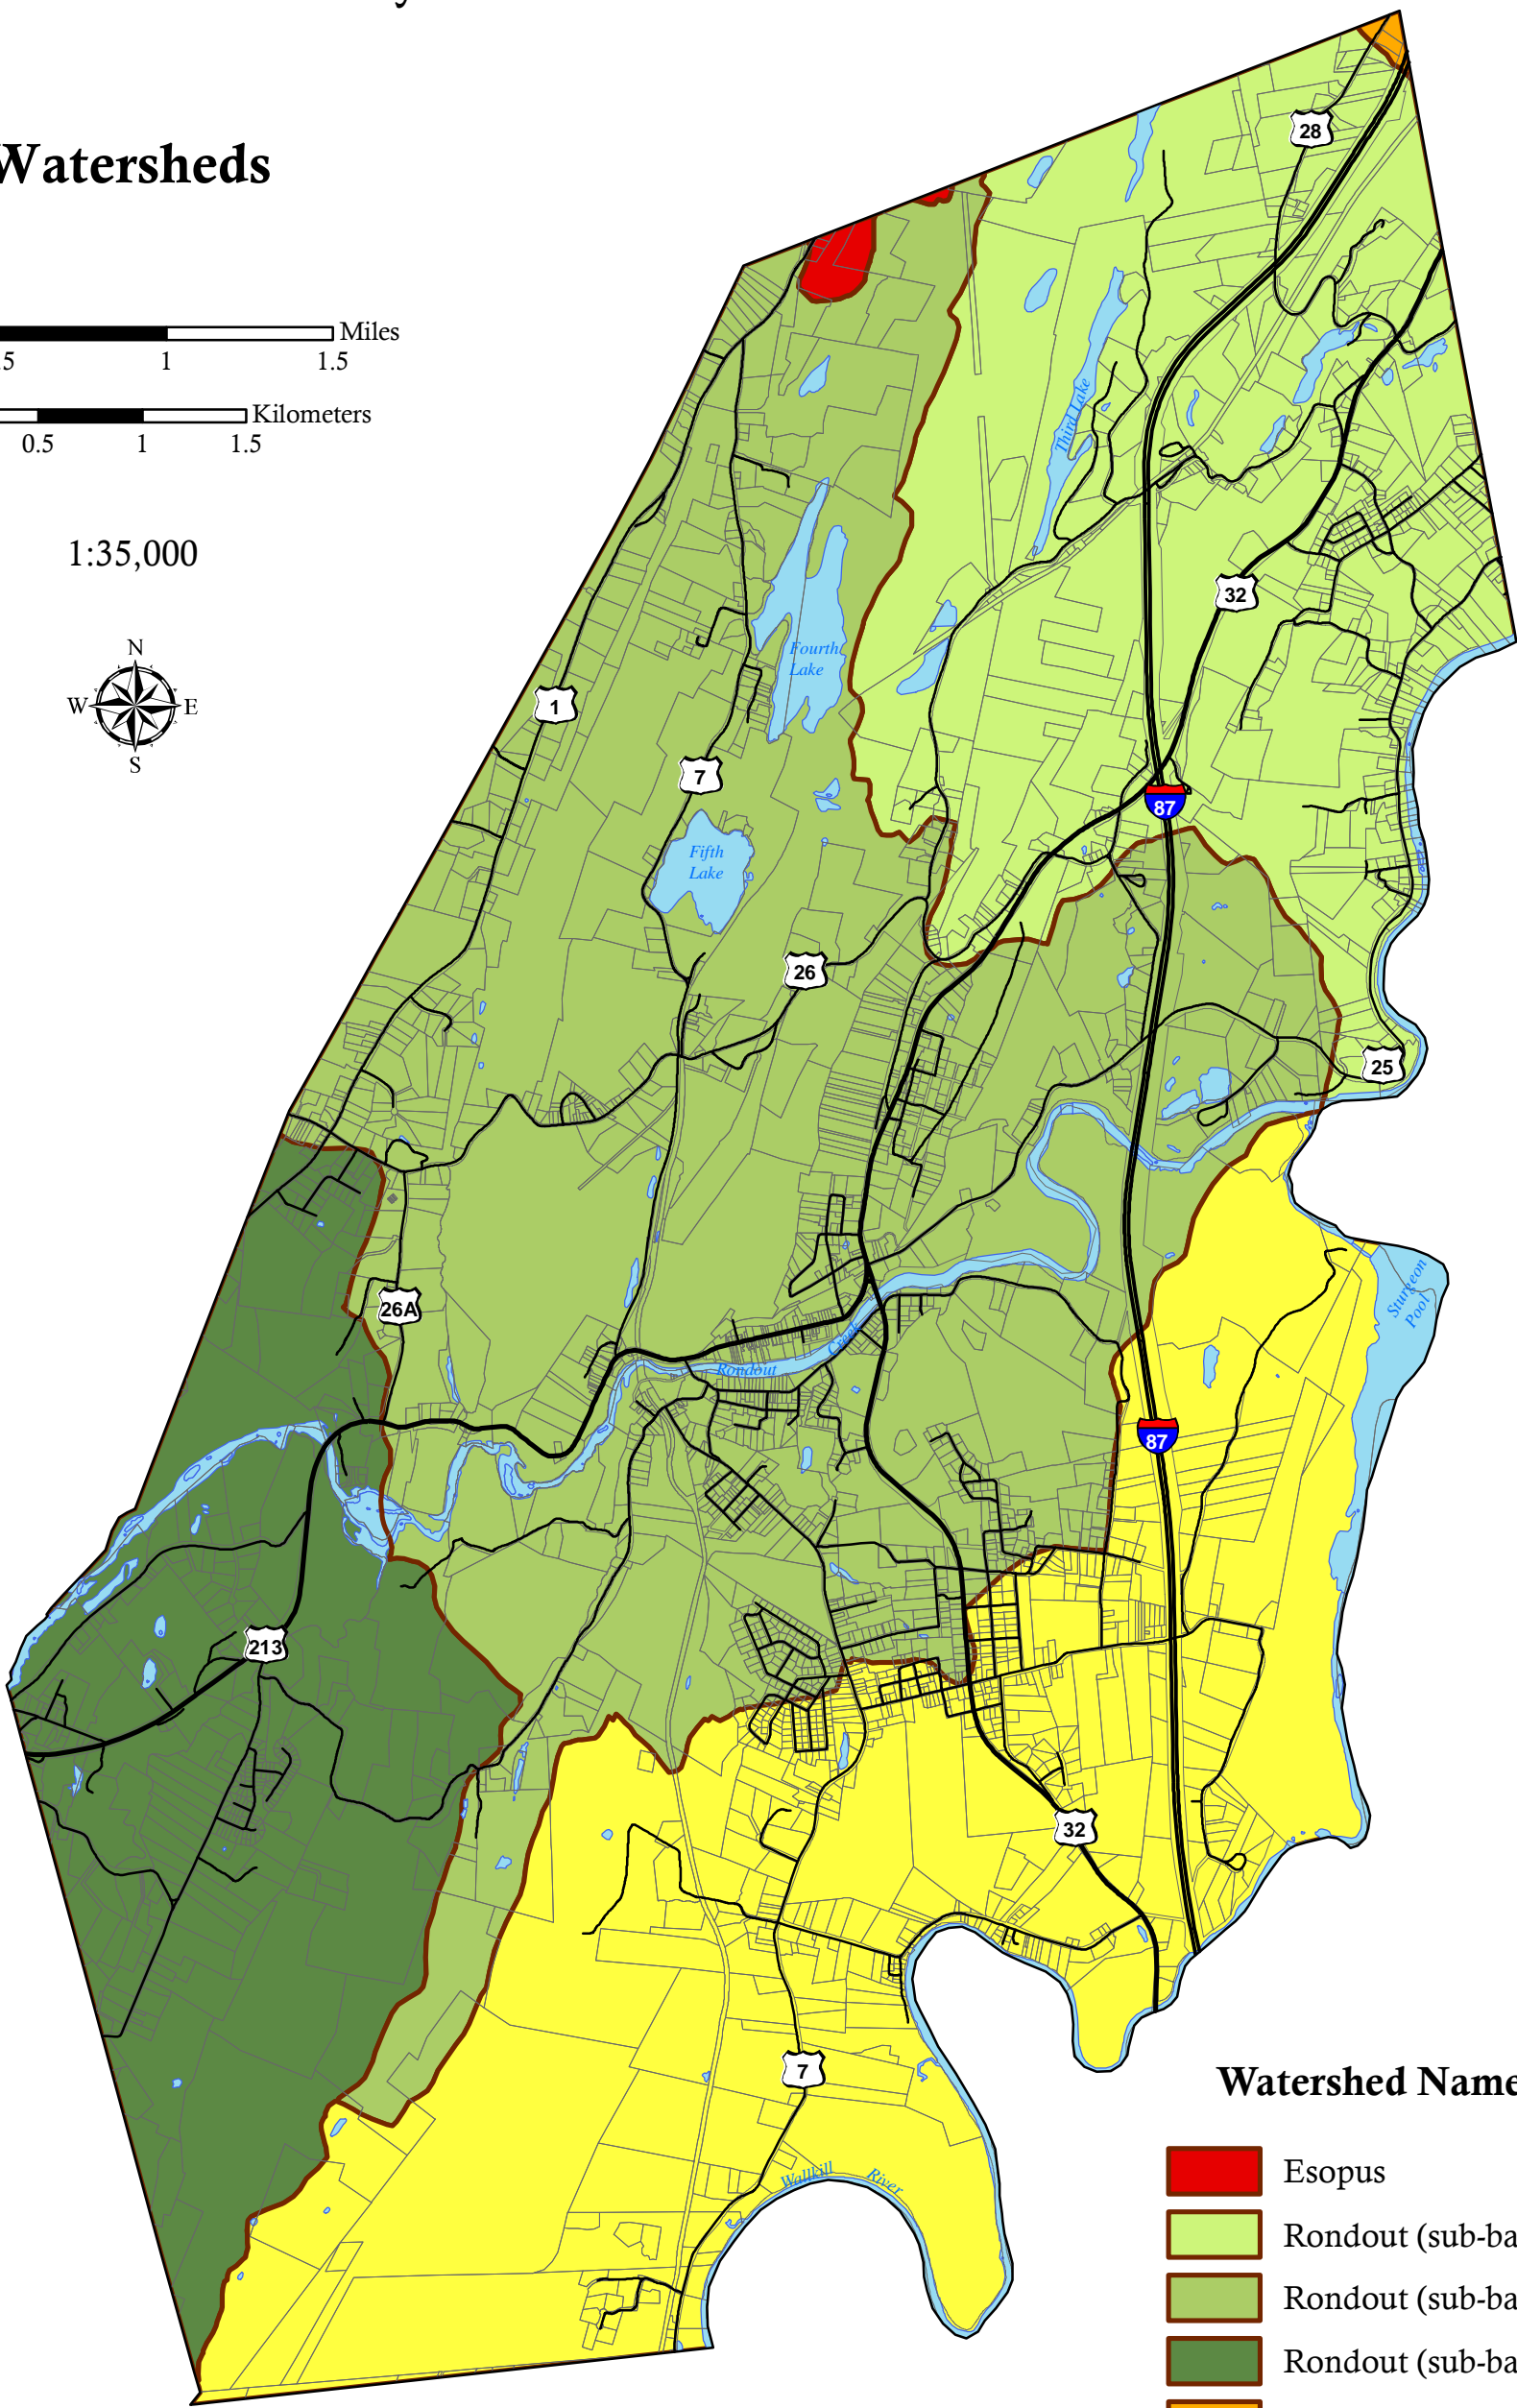 Watersheds
Miles
1
1.5
Kilometers
0.5
1
1.5
1:35,000
N
W
E
S
28
Third Lake
32
1
Fourth
Lake
7
87
Fifth
Lake
26
25
26A
Sturgeon
Pool
Rondout
Creek
87
213
32
7
Wallkill
River
Watershed Name
Esopus
Rondout (sub-ba
Rondout (sub-ba
Rondout (sub-ba